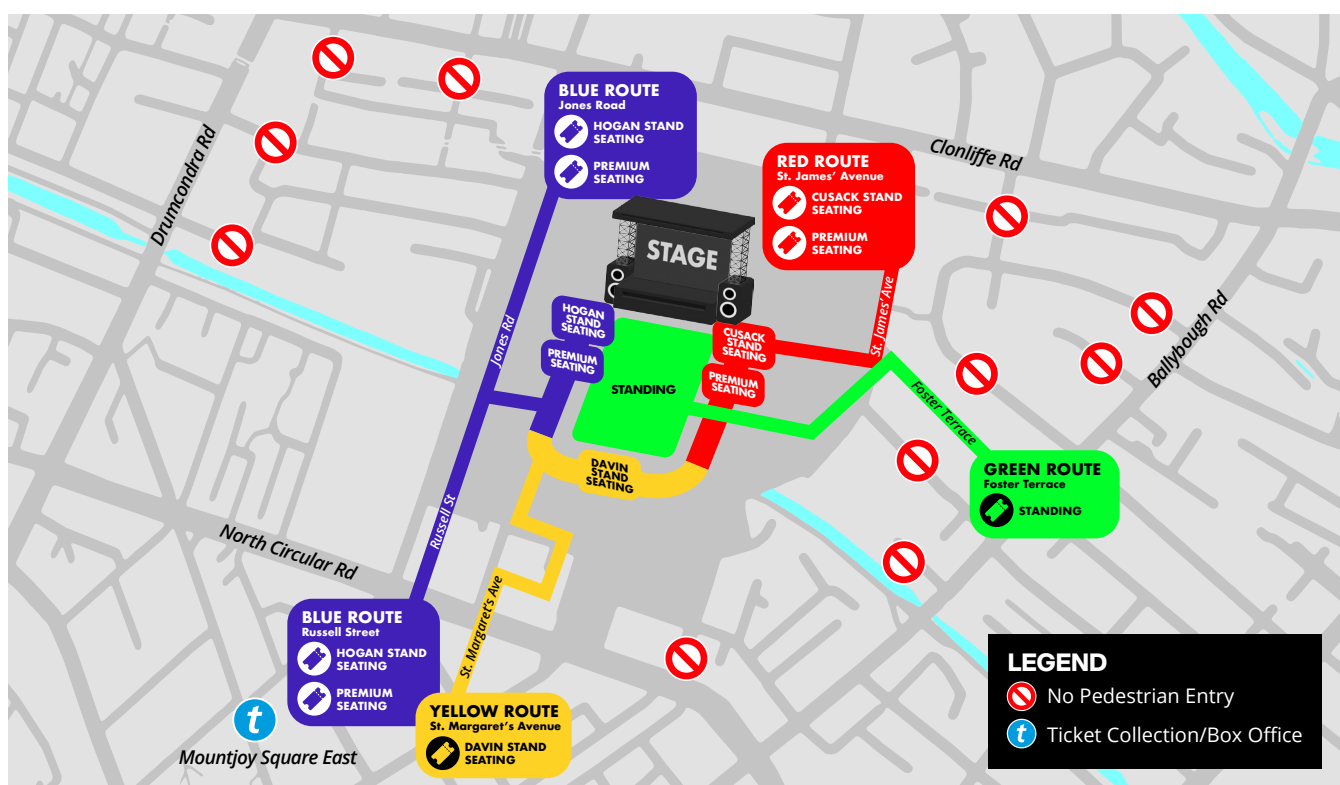 BLUE ROUTE
Jones Road
HOGAN STAND
SEATING
PREMIUM
SEATING
RED ROUTE
St. James’ Avenue
CUSACK STAND
SEATING
PREMIUM
SEATING
Clonliffe Rd
Drumcondra Rd
STAGE
HOGAN
STAND
SEATING
PREMIUM
SEATING
CUSACK
STAND
SEATING
PREMIUM
SEATING
STANDING
Jones Rd
St. James’ Ave
Ballybough Rd
Foster Terrace
DAVIN
STAND
SEATING
GREEN ROUTE
Foster Terrace
STANDING
Russell St
North Circular Rd
St. Margaret’s Ave
BLUE ROUTE
Russell Street
HOGAN STAND
SEATING
PREMIUM
SEATING
YELLOW ROUTE
St. Margaret’s Avenue
DAVIN STAND
SEATING
t
Mountjoy Square East
LEGEND
No Pedestrian Entry
t
Ticket Collection/Box Office